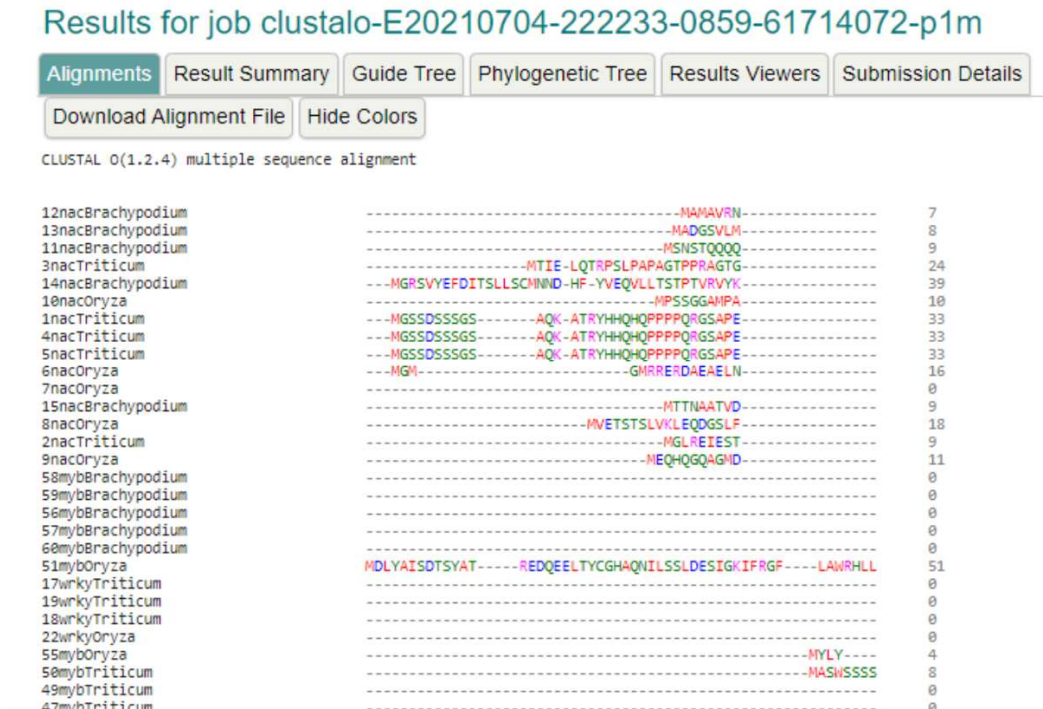 Results for job clustalo-E20210704-222233-0859-61714072-p1m
Alignments Result Summary Guide Tree Phylogenetic Tree Results Viewers Submission Details
Download Alignment File Hide Colors
CLUSTAL O(1.2.4) multiple sequence alignment
12nacBrachypodium -------------------------------------MAMAVRN---------------- 7
13nacBrachypodium ------------------------------------MADGSVLM---------------- 8
11nacBrachypodium -----------------------------------MSNSTQQQQ---------------- 9
3nacTriticum -------------------MTIE-LQTRPSLPAPAGTPPRAGTG---------------- 24
14nacBrachypodium ---MGRSVYEFDITSLLSCMNND-HF-YVEQVLLTSTPTVRVYK---------------- 39
10nacOryza ----------------------------------MPSSGGAMPA---------------- 10
1nacTriticum ---MGSSDSSSGS-------AQK-ATRYHHQHQPPPPQRGSAPE---------------- 33
4nacTriticum ---MGSSDSSSGS-------AQK-ATRYHHQHQPPPPQRGSAPE---------------- 33
5nacTriticum ---MGSSDSSSGS-------AQK-ATRYHHQHQPPPPQRGSAPE---------------- 33
6nacOryza ---MGM-------------------------GMRRERDAEAELN---------------- 16
7nacOryza ------------------------------------------------------------ 0
15nacBrachypodium -----------------------------------MTTNAATVD---------------- 9
8nacOryza --------------------------MVETSTSLVKLEQDGSLF---------------- 18
2nacTriticum -----------------------------------MGLREIEST---------------- 9
9nacOryza ---------------------------------MEQHQGQAGMD---------------- 11
58mybBrachypodium ------------------------------------------------------------ 0
59mybBrachypodium ------------------------------------------------------------ 0
56mybBrachypodium ------------------------------------------------------------ 0
57mybBrachypodium ------------------------------------------------------------ 0
60mybBrachypodium ------------------------------------------------------------ 0
51mybOryza MDLYAISDTSYAT-----REDQEELTYCGHAQNILSSLDESIGKIFRGF----LAWRHLL 51
17wrkyTriticum ------------------------------------------------------------ 0
19wrkyTriticum ------------------------------------------------------------ 0
18wrkyTriticum ------------------------------------------------------------ 0
22wrkyOryza ------------------------------------------------------------ 0
55mybOryza ----------------------------------------------------MYLY---- 4
50mybTriticum ----------------------------------------------------MASWSSSS 8
49mybTriticum ------------------------------------------------------------ 0
47mybTriticum ------------------------------------------------------------ 0